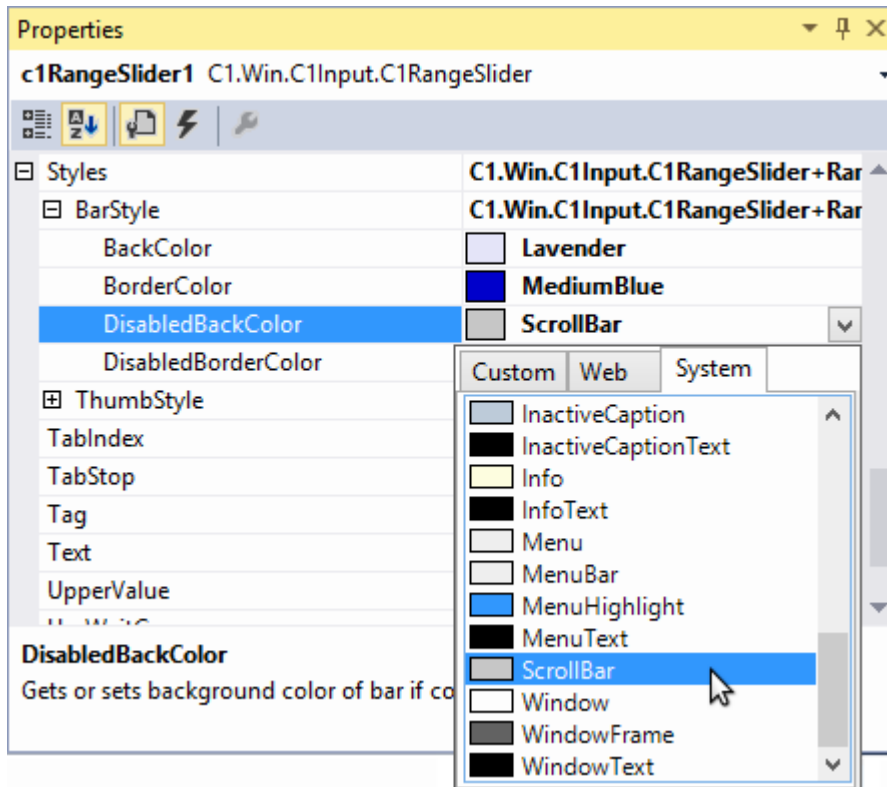 Properties
c1RangeSlider1 C1.Win.C1Input.C1RangeSlider
Styles C1.Win.C1Input.C1RangeSlider+Rar
BarStyle C1.Win.C1Input.C1RangeSlider+Rar
BackColor Lavender
BorderColor MediumBlue
DisabledBackColor ScrollBar
DisabledBorderColor
ThumbStyle
TabIndex
TabStop
Tag
Text
UpperValue
Custom Web System
InactiveCaption
InactiveCaptionText
Info
InfoText
Menu
MenuBar
MenuHighlight
MenuText
ScrollBar
Window
WindowFrame
WindowText
DisabledBackColor
Gets or sets background color of bar if co